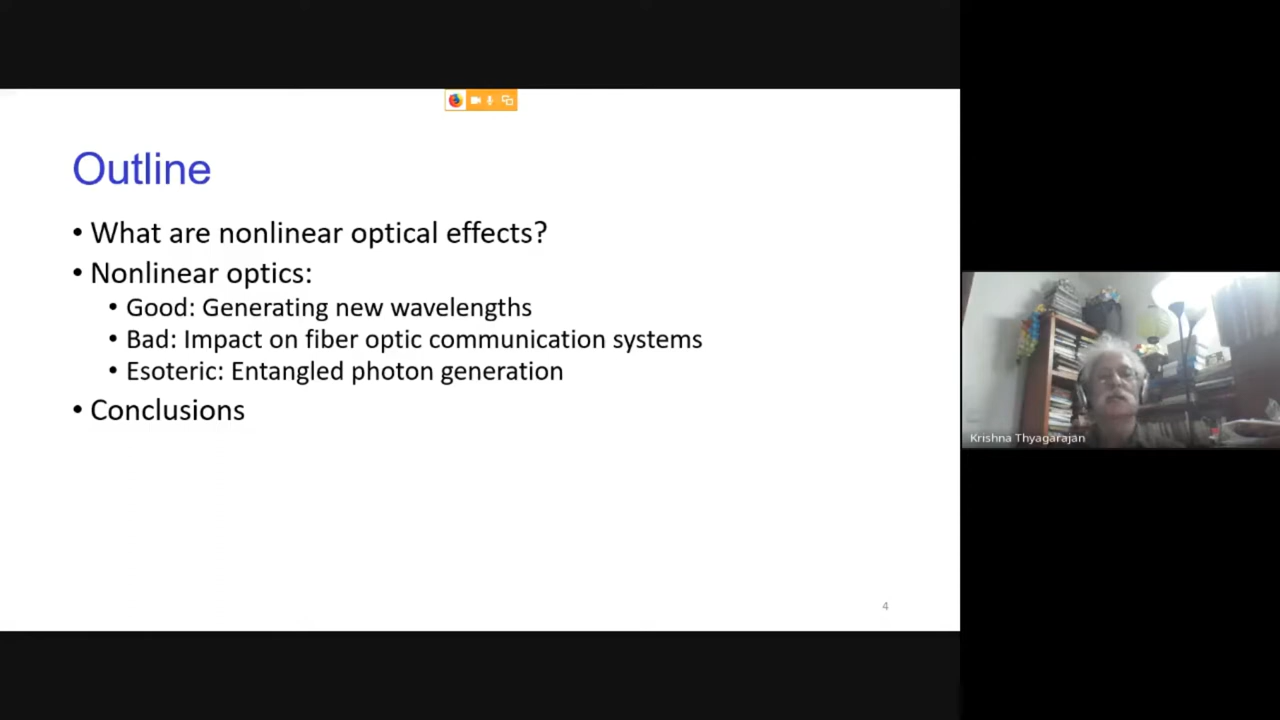 Outline
• What are nonlinear optical effects?
• Nonlinear optics:
• Good: Generating new wavelengths
• Bad: Impact on fiber optic communication systems
• Esoteric: Entangled photon generation
• Conclusions
4
Krishna Thyagarajan